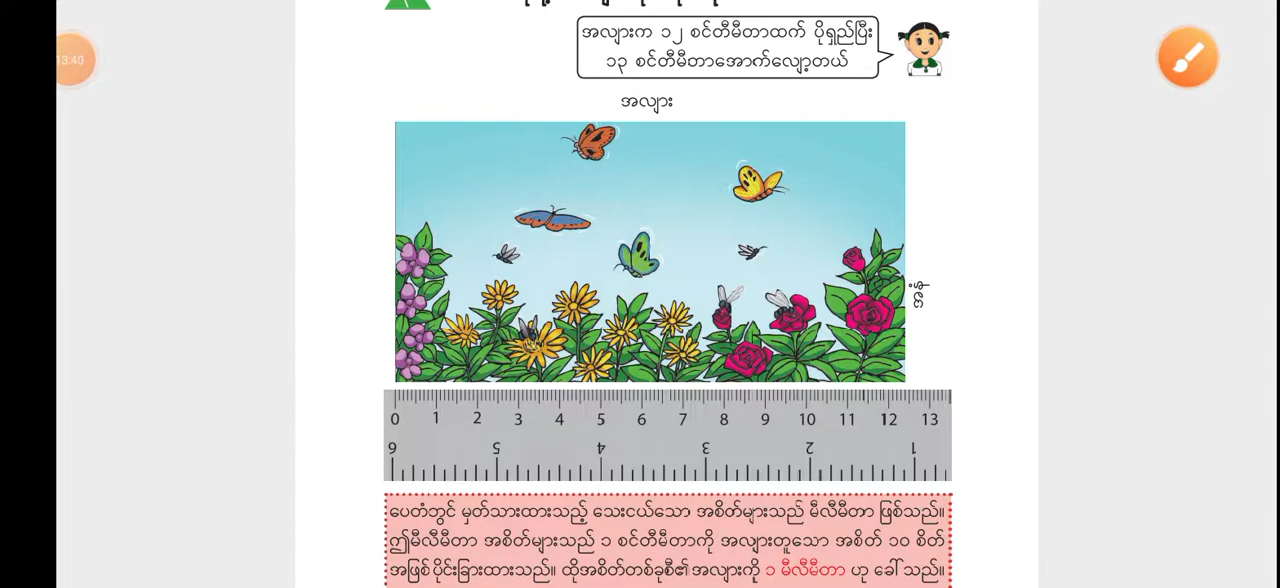 13:40
အလျားက ၁၂ စင်တီမီတာထက် ပိုရှည်ပြီး
၁၃ စင်တီမီတာအောက်လျော့တယ်
အလျား
အနံ
0 1 2 3 4 5 6 7 8 9 10 11 12 13
6 5 4 3 2 1
ပေတံတွင် မှတ်သားထားသည့် သေးငယ်သော အစိတ်များသည် မီလီမီတာ ဖြစ်သည်။
ဤမီလီမီတာ အစိတ်များသည် ၁ စင်တီမီတာကို အလျားတူသော အစိတ် ၁၀ စိတ်
အဖြစ်ပိုင်းခြားထားသည်။ ထိုအစိတ်တစ်ခုစီ၏ အလျားကို ၁ မီလီမီတာ ဟု ခေါ်သည်။